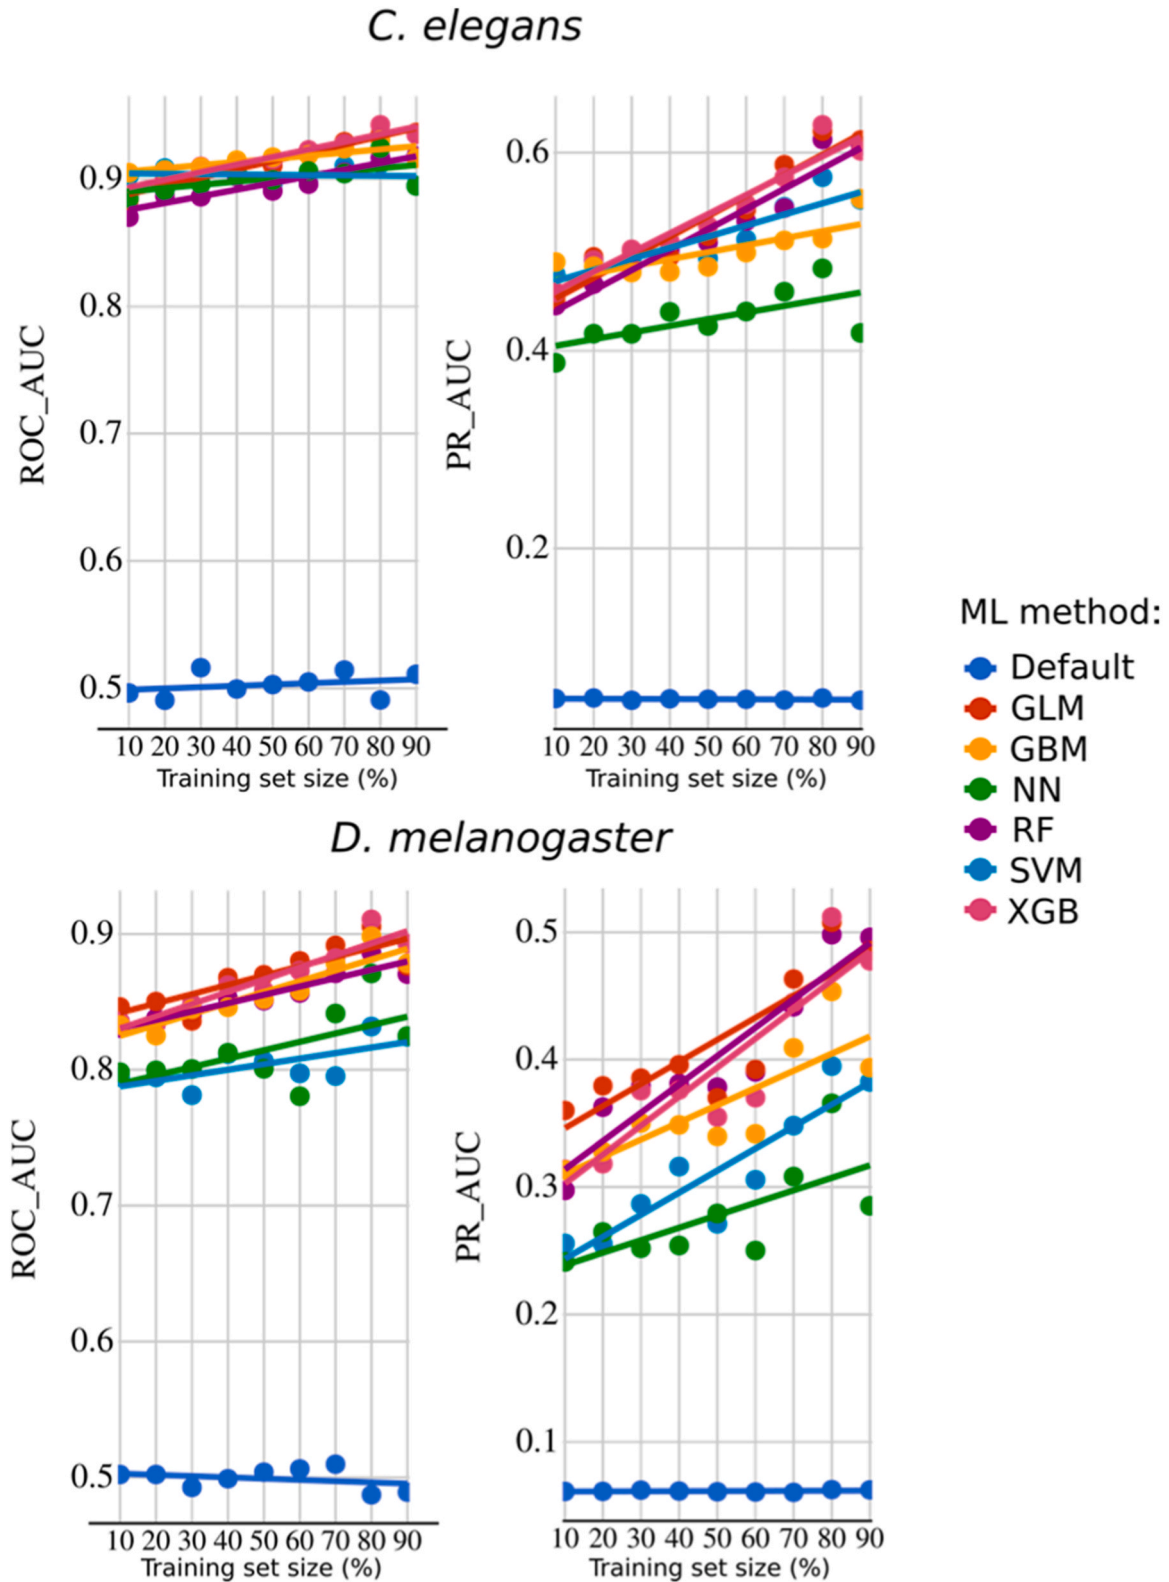 C. elegans
ROC_AUC
0.9
0.8
0.7
0.6
0.5
10 20 30 40 50 60 70 80 90
Training set size (%)
PR_AUC
0.6
0.4
0.2
10 20 30 40 50 60 70 80 90
Training set size (%)
D. melanogaster
ROC_AUC
0.9
0.8
0.7
0.6
0.5
10 20 30 40 50 60 70 80 90
Training set size (%)
PR_AUC
0.5
0.4
0.3
0.2
0.1
10 20 30 40 50 60 70 80 90
Training set size (%)
ML method:
Default
GLM
GBM
NN
RF
SVM
XGB